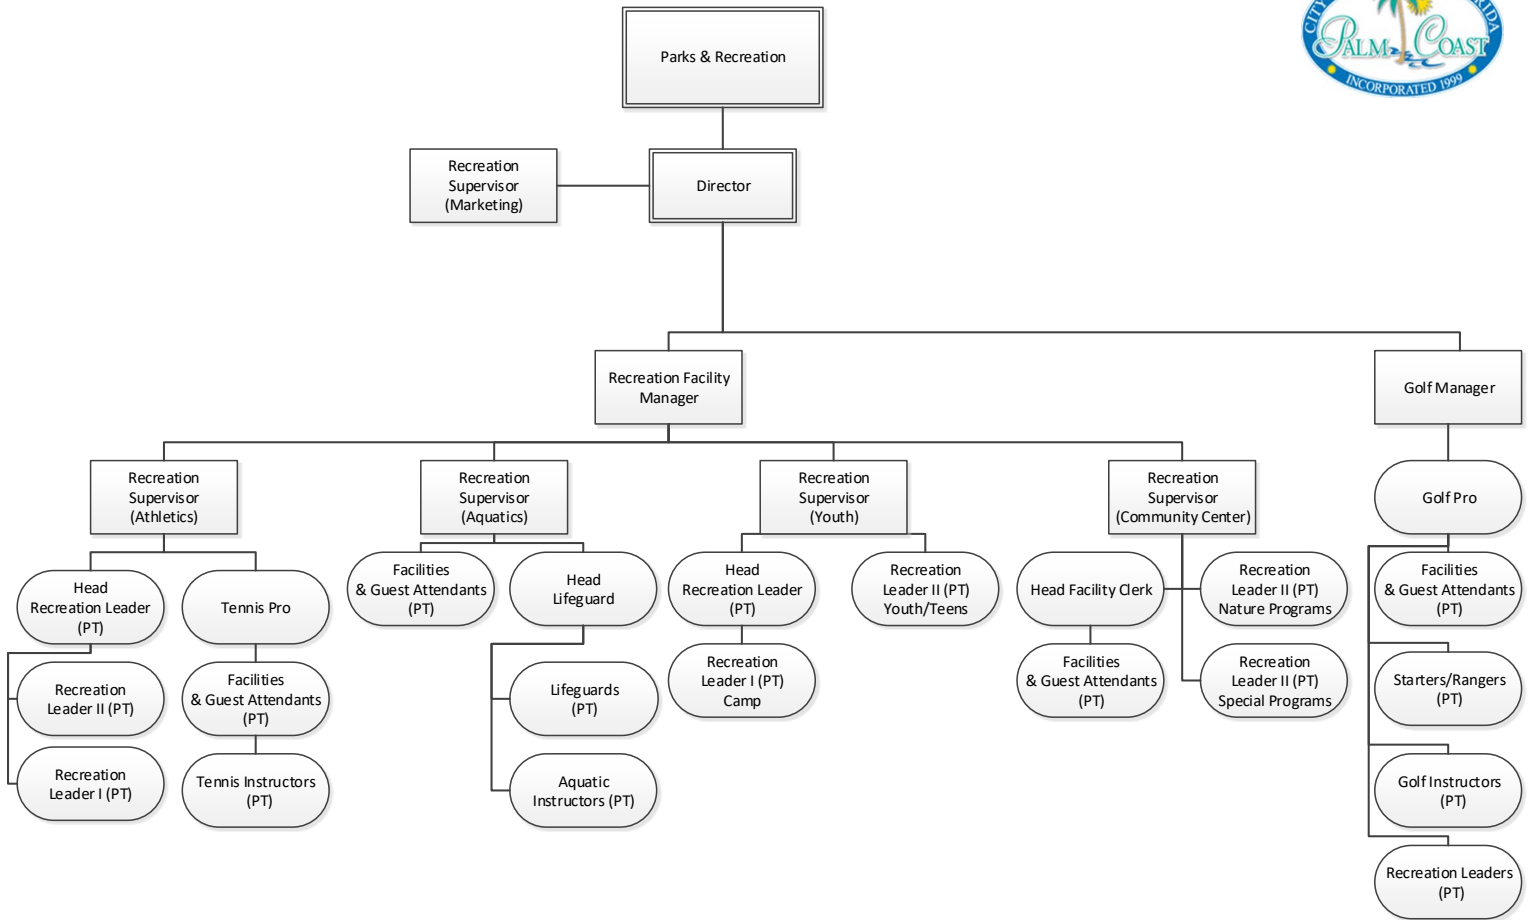 CITY
RIDA
PALM COAST
INCORPORATED 1999
Parks & Recreation
Recreation
Supervisor
(Marketing)
Director
Recreation Facility
Manager
Golf Manager
Recreation
Supervisor
(Athletics)
Recreation
Supervisor
(Aquatics)
Recreation
Supervisor
(Youth)
Recreation
Supervisor
(Community Center)
Golf Pro
Head
Recreation Leader
(PT)
Tennis Pro
Facilities
& Guest Attendants
(PT)
Head
Lifeguard
Head
Recreation Leader
(PT)
Recreation
Leader II (PT)
Youth/Teens
Head Facility Clerk
Recreation
Leader II (PT)
Nature Programs
Facilities
& Guest Attendants
(PT)
Recreation
Leader II (PT)
Facilities
& Guest Attendants
(PT)
Lifeguards
(PT)
Recreation
Leader I (PT)
Camp
Facilities
& Guest Attendants
(PT)
Recreation
Leader II (PT)
Special Programs
Starters/Rangers
(PT)
Recreation
Leader I (PT)
Tennis Instructors
(PT)
Aquatic
Instructors (PT)
Golf Instructors
(PT)
Recreation Leaders
(PT)